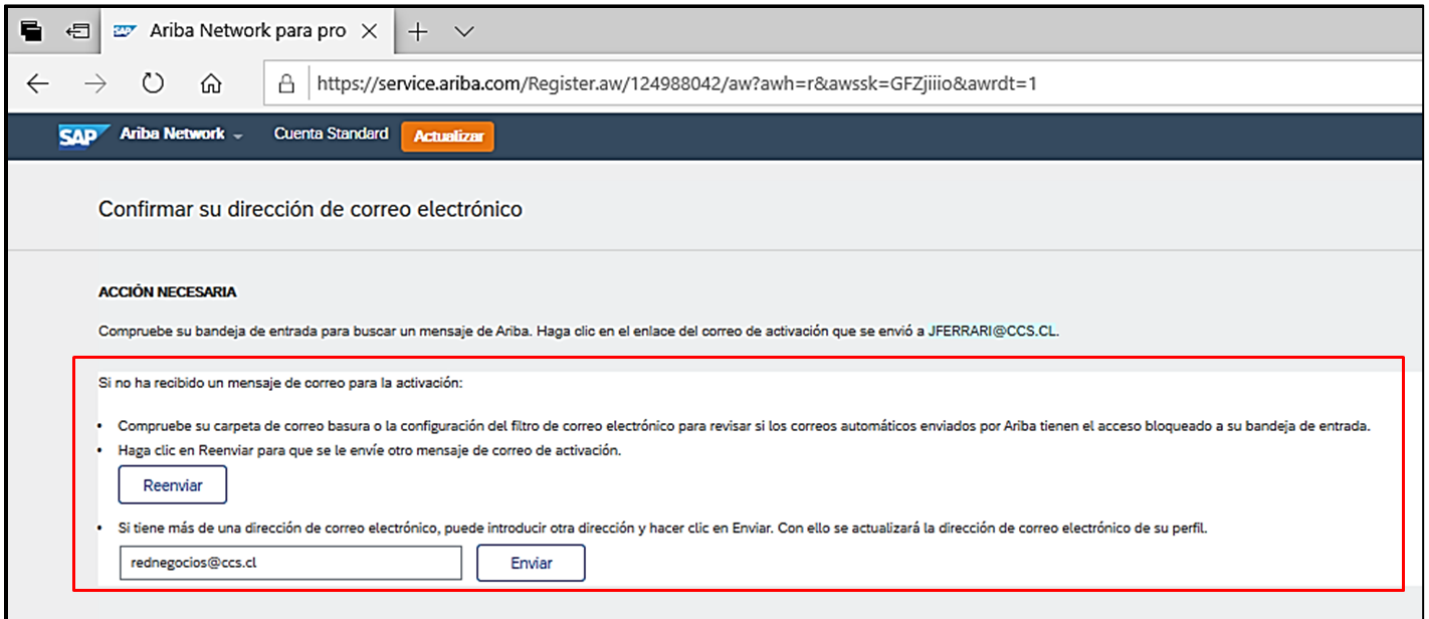 Ariba Network para pro
https://service.ariba.com/Register.aw/124988042/aw?awh=r&awssk=GFZjiiio&awrdt=1
SAP Ariba Network Cuenta Standard Actualizar
Confirmar su dirección de correo electrónico
ACCIÓN NECESARIA
Compruebe su bandeja de entrada para buscar un mensaje de Ariba. Haga clic en el enlace del correo de activación que se envió a JFERRARI@CCS.CL.
Si no ha recibido un mensaje de correo para la activación:
• Compruebe su carpeta de correo basura o la configuración del filtro de correo electrónico para revisar si los correos automáticos enviados por Ariba tienen el acceso bloqueado a su bandeja de entrada.
• Haga clic en Reenviar para que se le envíe otro mensaje de correo de activación.
Reenviar
• Si tiene más de una dirección de correo electrónico, puede introducir otra dirección y hacer clic en Enviar. Con ello se actualizará la dirección de correo electrónico de su perfil.
rednegocios@ccs.cl Enviar